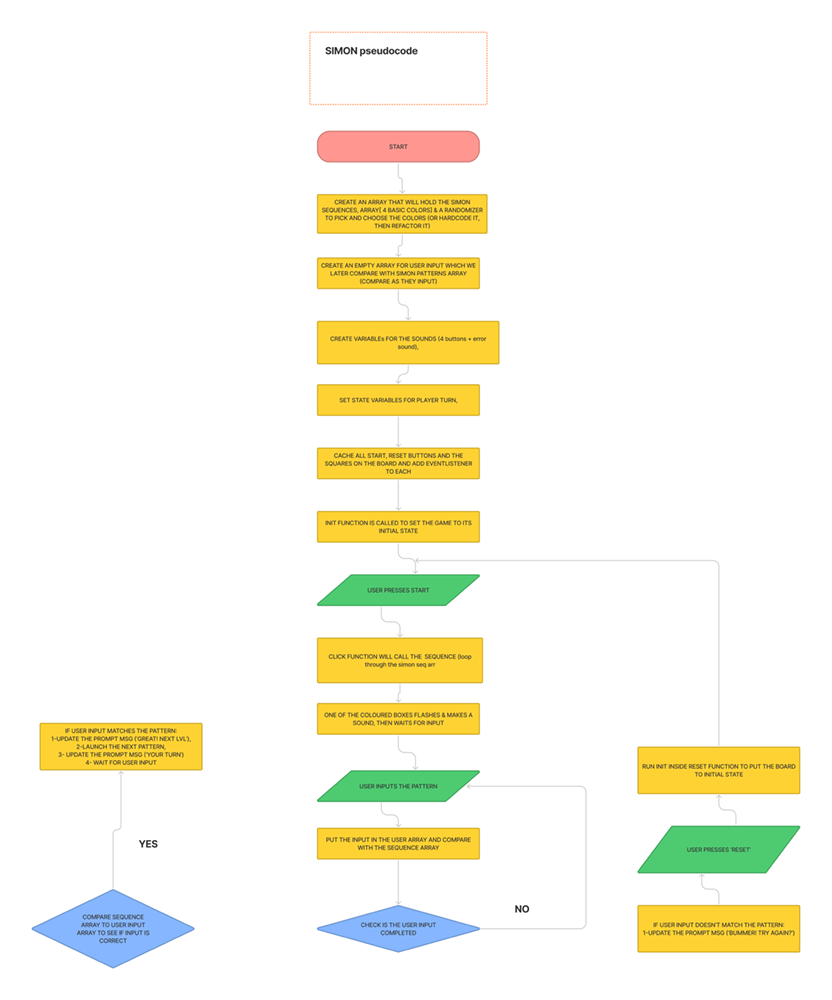 SIMON pseudocode
START
CREATE AN ARRAY THAT WILL HOLD THE SIMON
SEQUENCES, ARRAY[ 4 BASIC COLORS] & A RANDOMIZER
TO PICK AND CHOOSE THE COLORS (OR HARDCODE IT,
THEN REFACTOR IT)
CREATE AN EMPTY ARRAY FOR USER INPUT WHICH WE
LATER COMPARE WITH SIMON PATTERNS ARRAY
(COMPARE AS THEY INPUT)
CREATE VARIABLEs FOR THE SOUNDS (4 buttons + error
sound),
SET STATE VARIABLES FOR PLAYER TURN,
CACHE ALL START, RESET BUTTONS AND THE
SQUARES ON THE BOARD AND ADD EVENTLISTENER
TO EACH
INIT FUNCTION IS CALLED TO SET THE GAME TO ITS
INITIAL STATE
USER PRESSES START
CLICK FUNCTION WILL CALL THE SEQUENCE (loop
through the simon seq arr
ONE OF THE COLOURED BOXES FLASHES & MAKES A
SOUND, THEN WAITS FOR INPUT
USER INPUTS THE PATTERN
PUT THE INPUT IN THE USER ARRAY AND COMPARE
WITH THE SEQUENCE ARRAY
CHECK IS THE USER INPUT
COMPLETED
NO
IF USER INPUT MATCHES THE PATTERN:
1-UPDATE THE PROMPT MSG ('GREAT! NEXT LVL'),
2-LAUNCH THE NEXT PATTERN,
3- UPDATE THE PROMPT MSG ('YOUR TURN')
4- WAIT FOR USER INPUT
YES
COMPARE SEQUENCE
ARRAY TO USER INPUT
ARRAY TO SEE IF INPUT IS
CORRECT
RUN INIT INSIDE RESET FUNCTION TO PUT THE BOARD
TO INITIAL STATE
USER PRESSES 'RESET'
IF USER INPUT DOESN'T MATCH THE PATTERN:
1-UPDATE THE PROMPT MSG ('BUMMER! TRY AGAIN?')